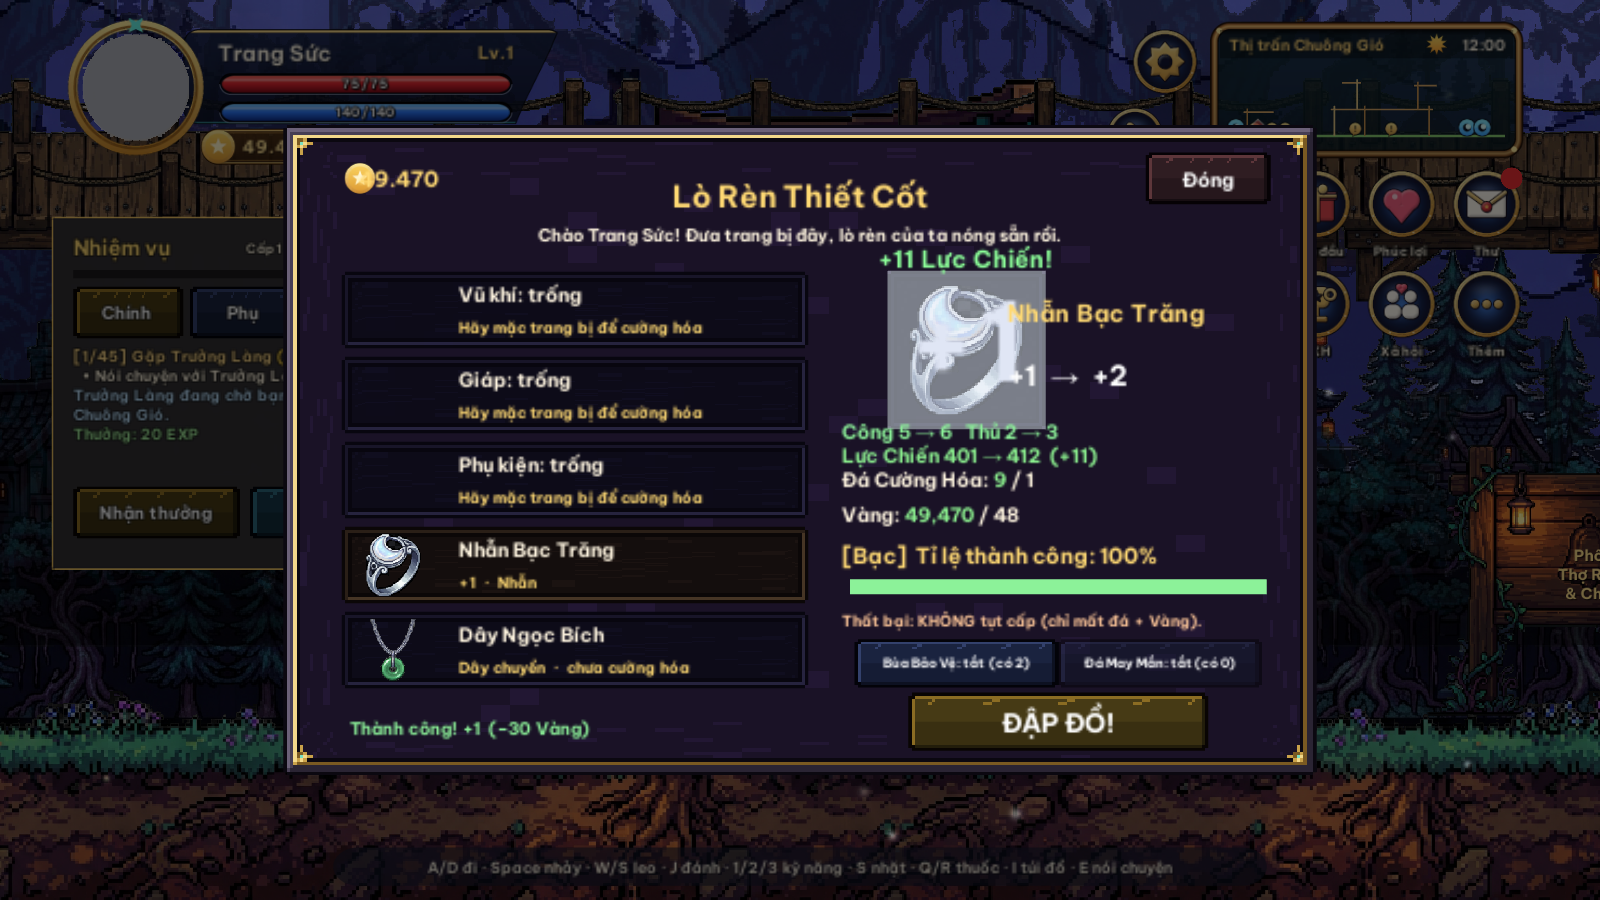 Trang Sức
Lv.1
75/75
140/140
49.4
Thị trấn Chuông Gió
12:00
9.470
Đóng
Lò Rèn Thiết Cốt
Chào Trang Sức! Đưa trang bị đây, lò rèn của ta nóng sẵn rồi.
+11 Lực Chiến!
Nhiệm vụ
Cấp 1
Chính
Phụ
[1/45] Gặp Trưởng Làng (
• Nói chuyện với Trưởng L
Trưởng Làng đang chờ bạn
Chuông Gió.
Thưởng: 20 EXP
Nhận thưởng
Vũ khí: trống
Hãy mặc trang bị để cường hóa
Giáp: trống
Hãy mặc trang bị để cường hóa
Phụ kiện: trống
Hãy mặc trang bị để cường hóa
Nhẫn Bạc Trăng
+1 - Nhẫn
Dây Ngọc Bích
Dây chuyền - chưa cường hóa
Thành công! +1 (-30 Vàng)
Nhẫn Bạc Trăng
+1 → +2
Công 5 → 6 Thủ 2 → 3
Lực Chiến 401 → 412 (+11)
Đá Cường Hóa: 9 / 1
Vàng: 49,470 / 48
[Bạc] Tỉ lệ thành công: 100%
Thất bại: KHÔNG tụt cấp (chỉ mất đá + Vàng).
Bùa Bảo Vệ: tắt (có 2)
Đá May Mắn: tắt (có 0)
ĐẬP ĐỒ!
đấu
Phúc lợi
Thư
Xã hội
Thêm
Thợ R
& Ch
A/D đi · Space nhảy · W/S leo · J đánh · 1/2/3 kỹ năng · S nhặt · Q/R thuốc · I túi đồ · E nói chuyện